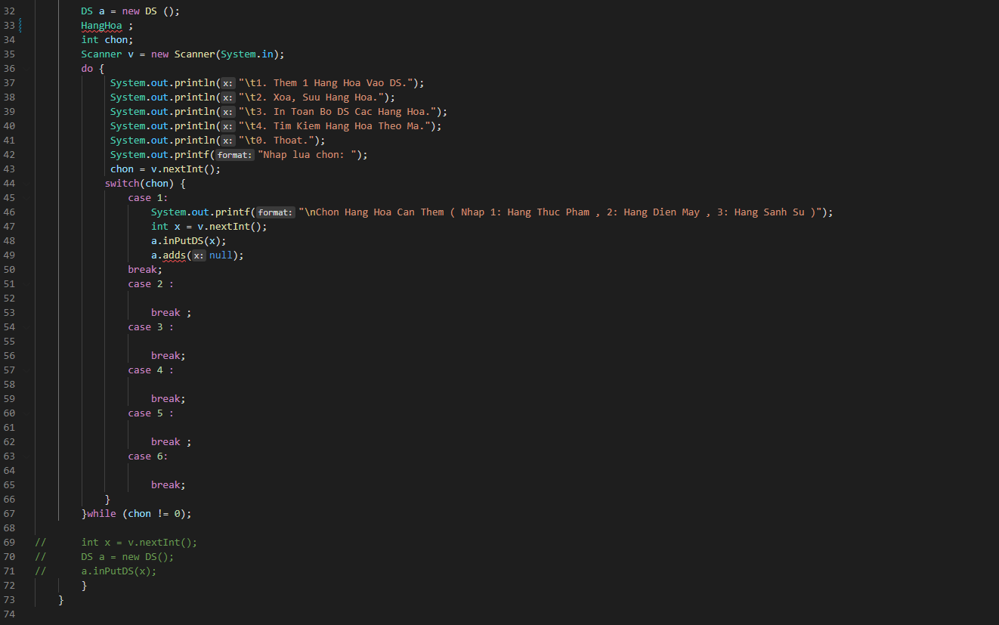 32 DS a = new DS ();
33 HangHoa ;
34 int chon;
35 Scanner v = new Scanner(System.in);
36 do {
37 System.out.println(x: "\t1. Them 1 Hang Hoa Vao DS.");
38 System.out.println(x: "\t2. Xoa, Suu Hang Hoa.");
39 System.out.println(x: "\t3. In Toan Bo DS Cac Hang Hoa.");
40 System.out.println(x: "\t4. Tim Kiem Hang Hoa Theo Ma.");
41 System.out.println(x: "\t0. Thoat.");
42 System.out.printf(format: "Nhap lua chon: ");
43 chon = v.nextInt();
44 switch(chon) {
45 case 1:
46 System.out.printf(format: "\nChon Hang Hoa Can Them ( Nhap 1: Hang Thuc Pham , 2: Hang Dien May , 3: Hang Sanh Su )");
47 int x = v.nextInt();
48 a.inPutDS(x);
49 a.adds(x: null);
50 break;
51 case 2 :
52
53 break ;
54 case 3 :
55
56 break;
57 case 4 :
58
59 break;
60 case 5 :
61
62 break ;
63 case 6:
64
65 break;
66 }
67 }while (chon != 0);
68
69 // int x = v.nextInt();
70 // DS a = new DS();
71 // a.inPutDS(x);
72 }
73 }
74